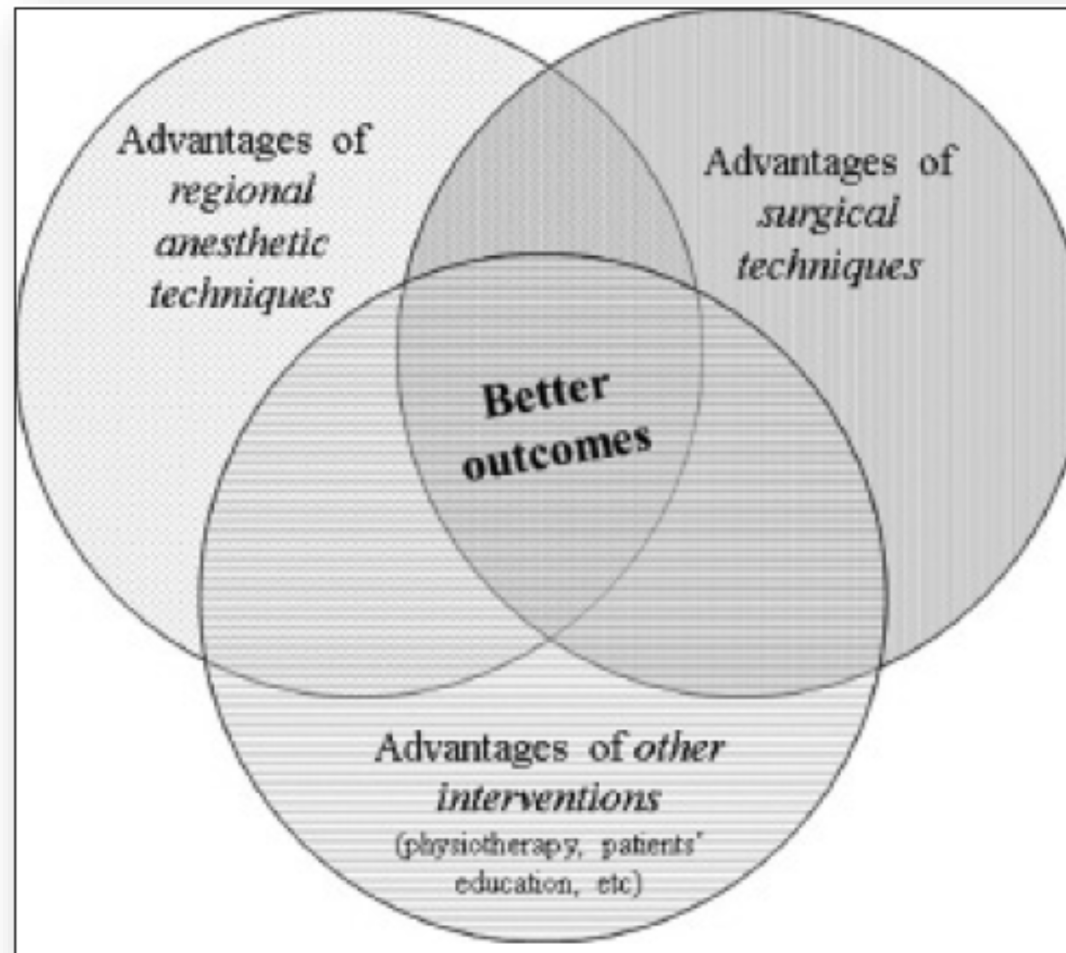 Advantages of
regional
anesthetic
techniques
Advantages of
surgical
techniques
Better
outcomes
Advantages of other
interventions
(physiotherapy, patients'
education, etc)